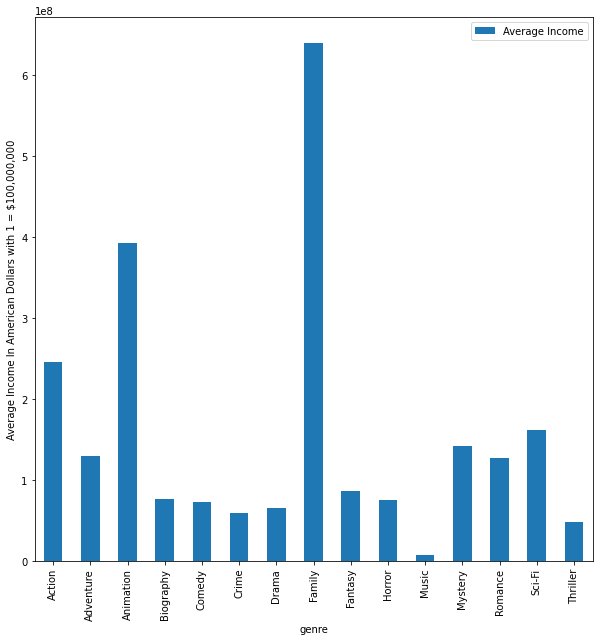 1e8
Average Income
6
5
4
3
2
1
0
Average Income In American Dollars with 1 = $100,000,000
Action
Adventure
Animation
Biography
Comedy
Crime
Drama
Family
Fantasy
Horror
Music
Mystery
Romance
Sci-Fi
Thriller
genre